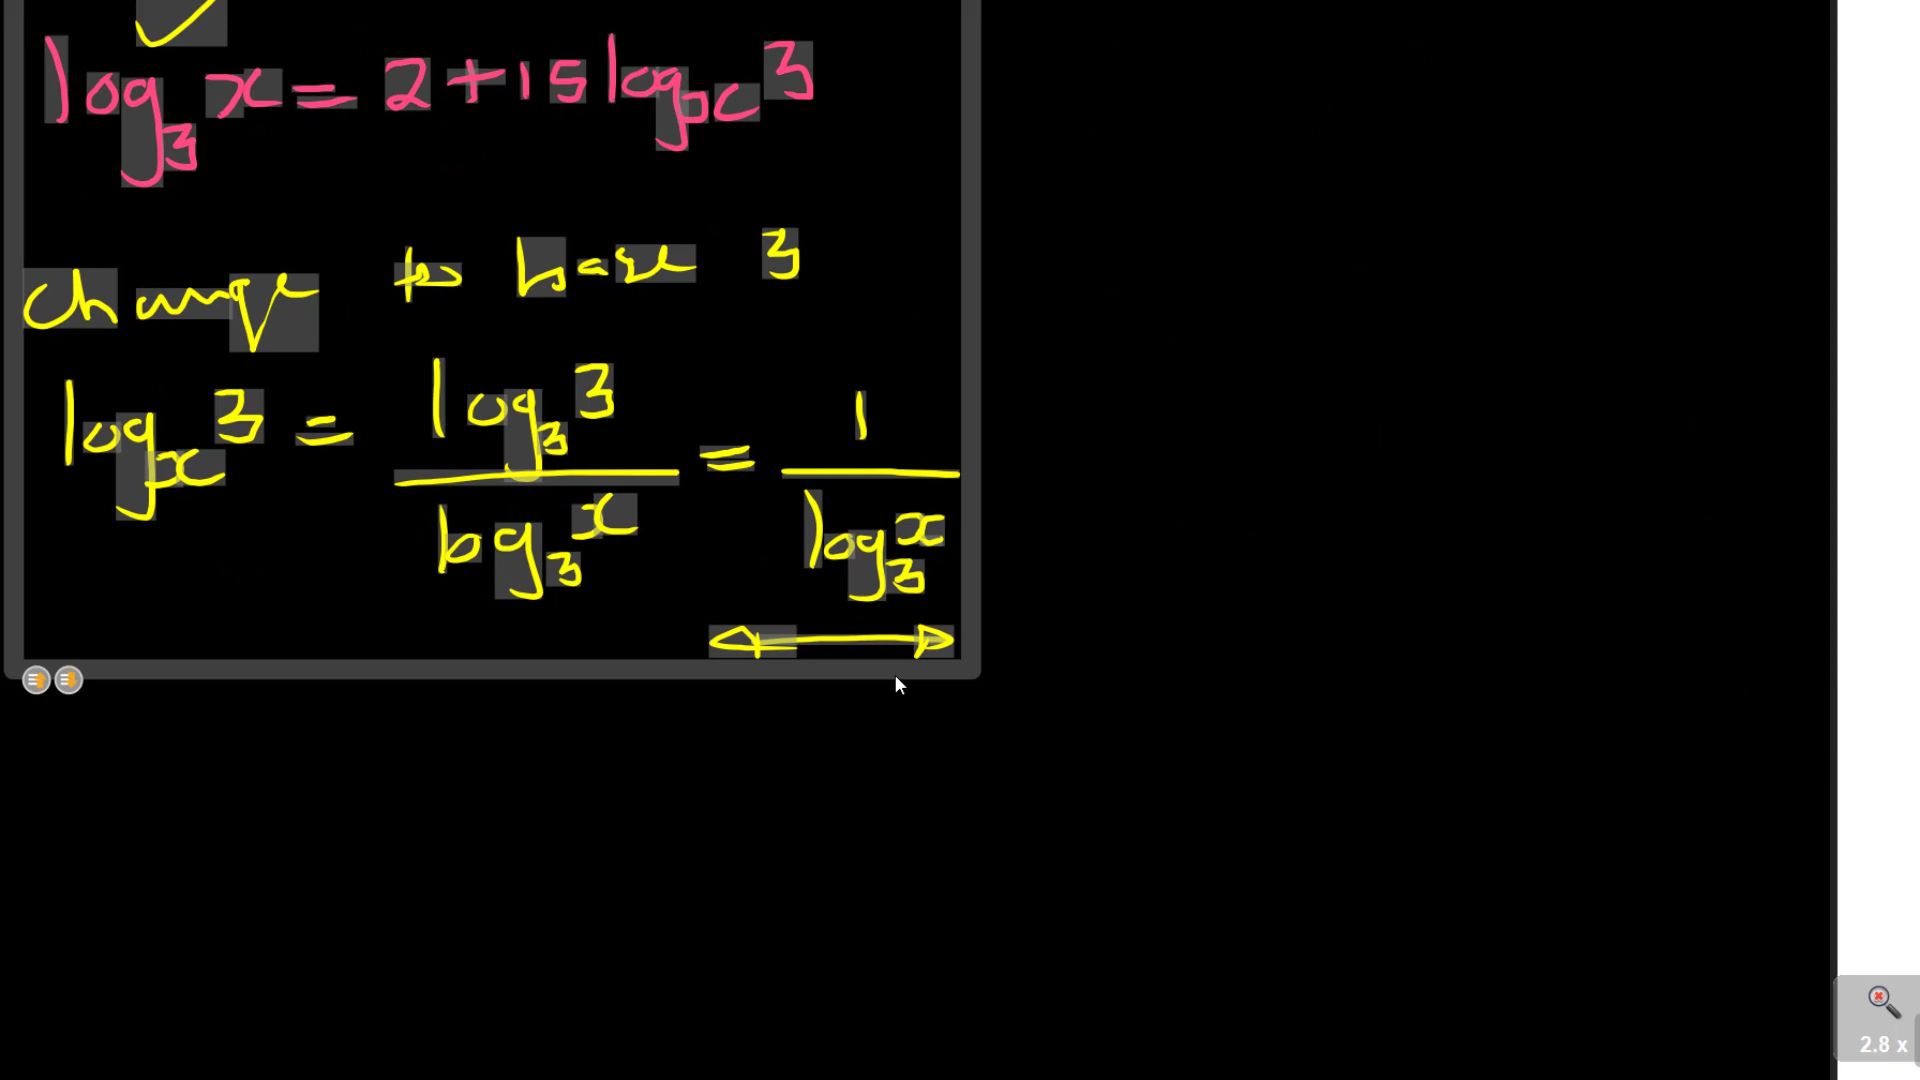 log₃x = 2 + 15 logₓ3
change to base 3
logₓ3 = log₃3 / log₃x = 1 / log₃x
2.8 x